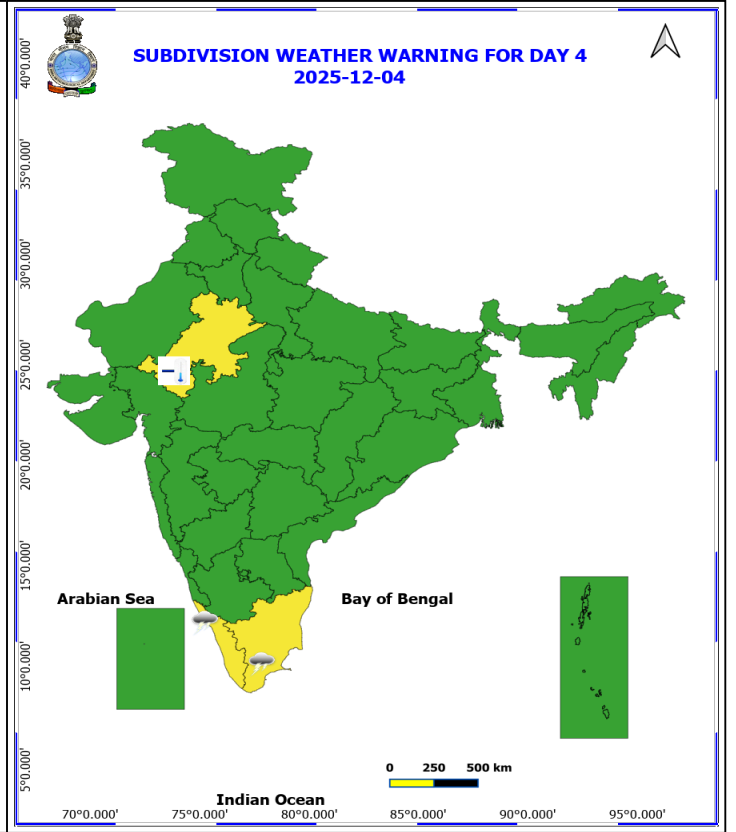 SUBDIVISION WEATHER WARNING FOR DAY 4
2025-12-04
40°0.000'
35°0.000'
30°0.000'
25°0.000'
20°0.000'
15°0.000'
10°0.000'
5°0.000'
Arabian Sea
Bay of Bengal
0 250 500 km
Indian Ocean
70°0.000' 75°0.000' 80°0.000' 85°0.000' 90°0.000' 95°0.000'